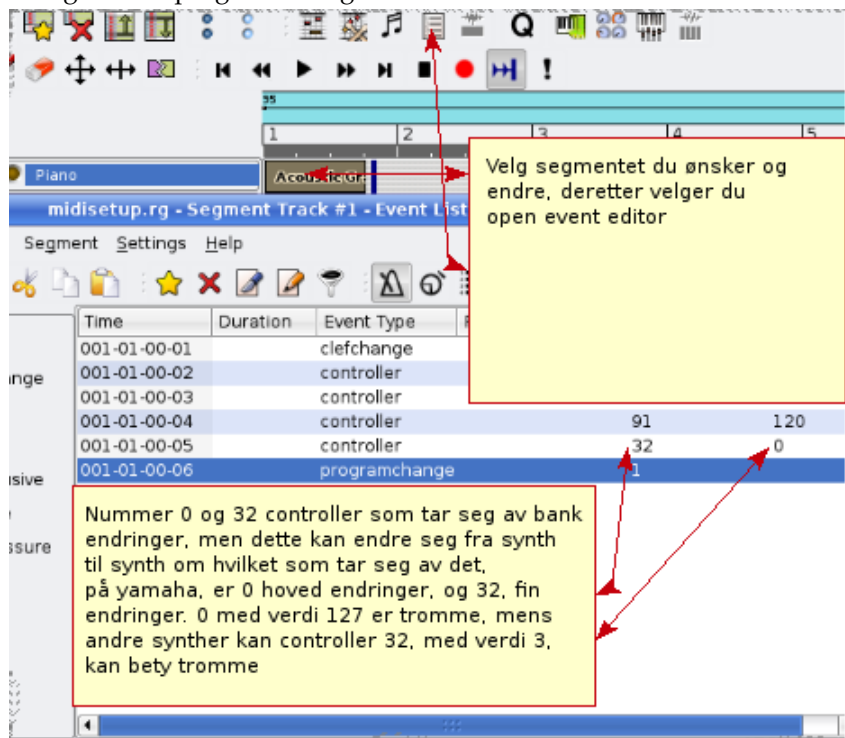 95
1 2 3 4 5
Piano
Velg segmentet du ønsker og
endre, deretter velger du
open event editor
midisetup.rg - Segment Track #1 - Event List
Segment Settings Help
Time Duration Event Type
001-01-00-01 clefchange
001-01-00-02 controller
001-01-00-03 controller
001-01-00-04 controller 91 120
001-01-00-05 controller 32 0
001-01-00-06 programchange 1
Nummer 0 og 32 controller som tar seg av bank
endringer, men dette kan endre seg fra synth
til synth om hvilket som tar seg av det,
på yamaha, er 0 hoved endringer, og 32, fin
endringer. 0 med verdi 127 er tromme, mens
andre synther kan controller 32, med verdi 3,
kan bety tromme